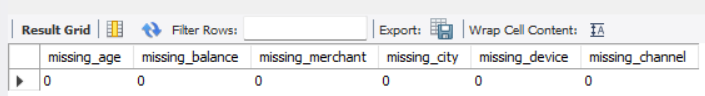 Result Grid Filter Rows: Export: Wrap Cell Content: IA
missing_age missing_balance missing_merchant missing_city missing_device missing_channel
0 0 0 0 0 0